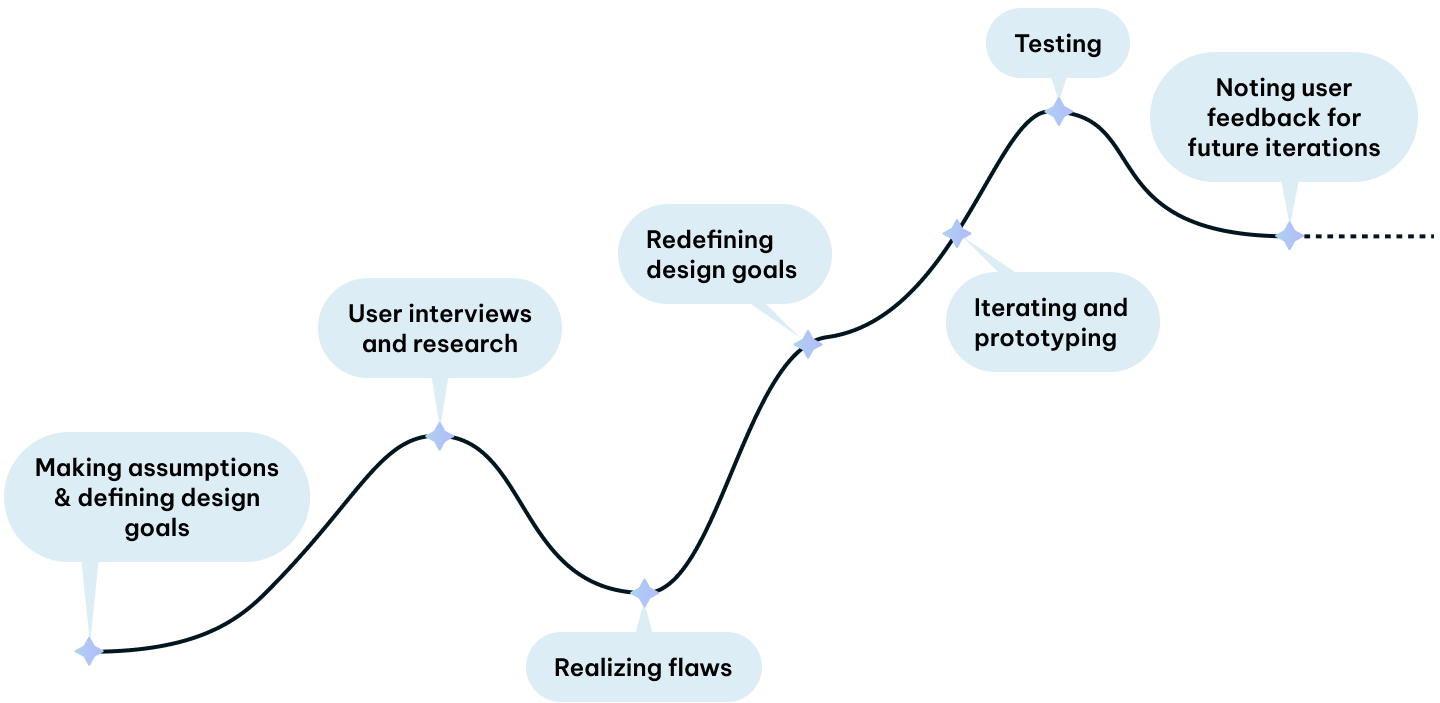 Making assumptions
& defining design
goals
User interviews
and research
Realizing flaws
Redefining
design goals
Iterating and
prototyping
Testing
Noting user
feedback for
future iterations